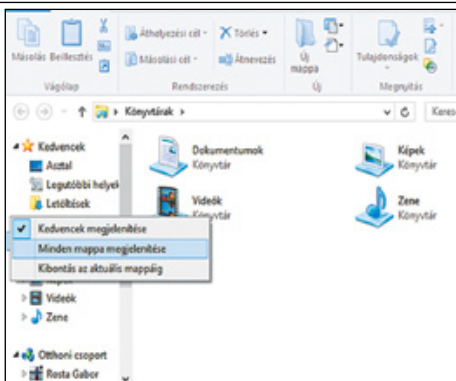 Másolás Beillesztés
Áthelyezési cél
Másolási cél
Törlés
Átnevezés
Új mappa
Tulajdonságok
Vágólap
Rendszerezés
Új
Megnyitás
Könyvtárak
Keres
Kedvencek
Asztal
Legutóbbi helyek
Letöltések
Kedvencek megjelenítése
Minden mappa megjelenítése
Kibontás az aktuális mappáig
Képek
Videók
Zene
Otthoni csoport
Rosta Gabor
Dokumentumok
Könyvtár
Képek
Könyvtár
Videók
Könyvtár
Zene
Könyvtár